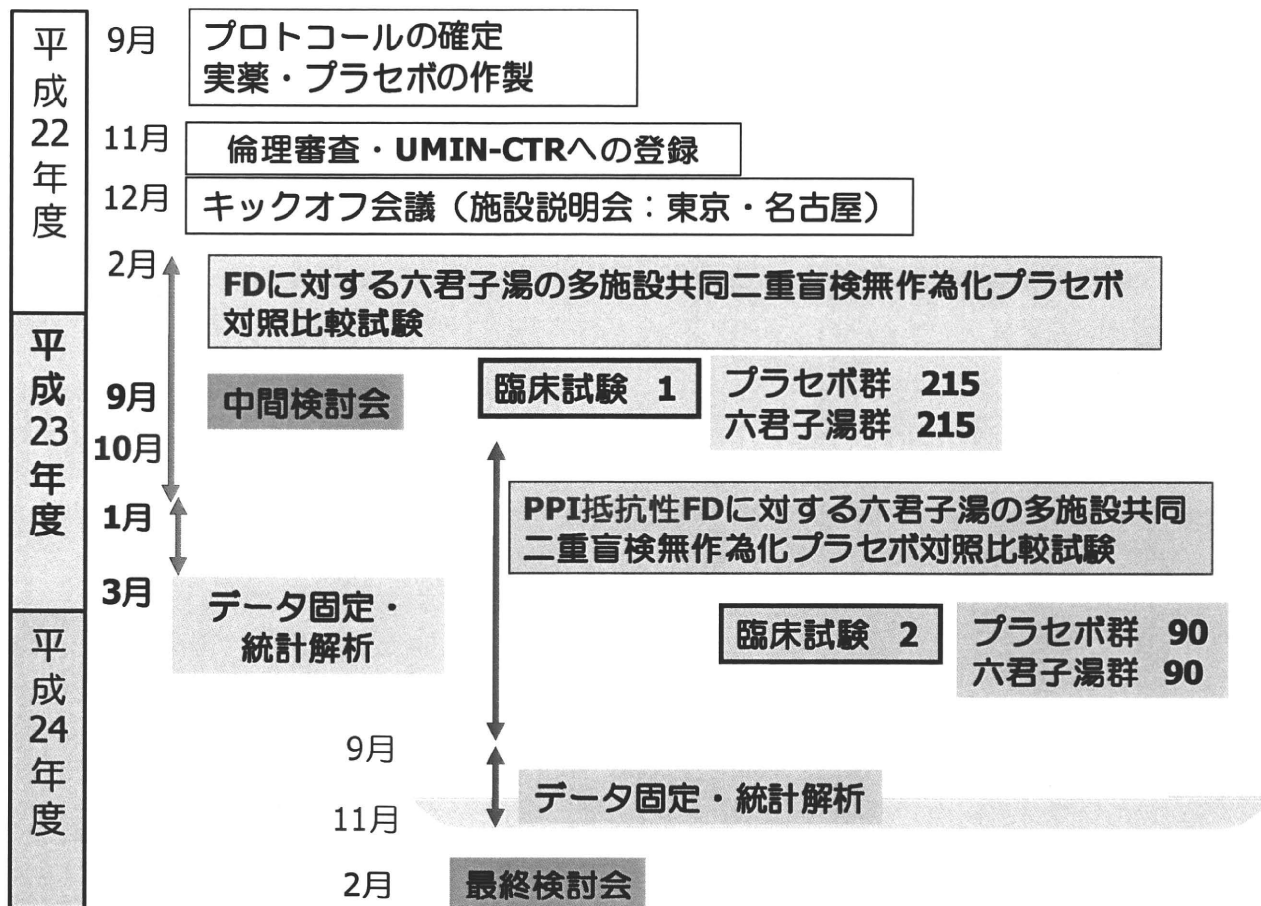 平成22年度
9月
プロトコールの確定
実薬・プラセボの作製
11月
倫理審査・UMIN-CTRへの登録
12月
キックオフ会議（施設説明会：東京・名古屋）
2月
FDに対する六君子湯の多施設共同二重盲検無作為化プラセボ
対照比較試験
平成23年度
9月
中間検討会
臨床試験 1
プラセボ群 215
六君子湯群 215
10月
1月
PPI抵抗性FDに対する六君子湯の多施設共同
二重盲検無作為化プラセボ対照比較試験
3月
データ固定・
統計解析
臨床試験 2
プラセボ群 90
六君子湯群 90
平成24年度
9月
データ固定・統計解析
11月
2月
最終検討会